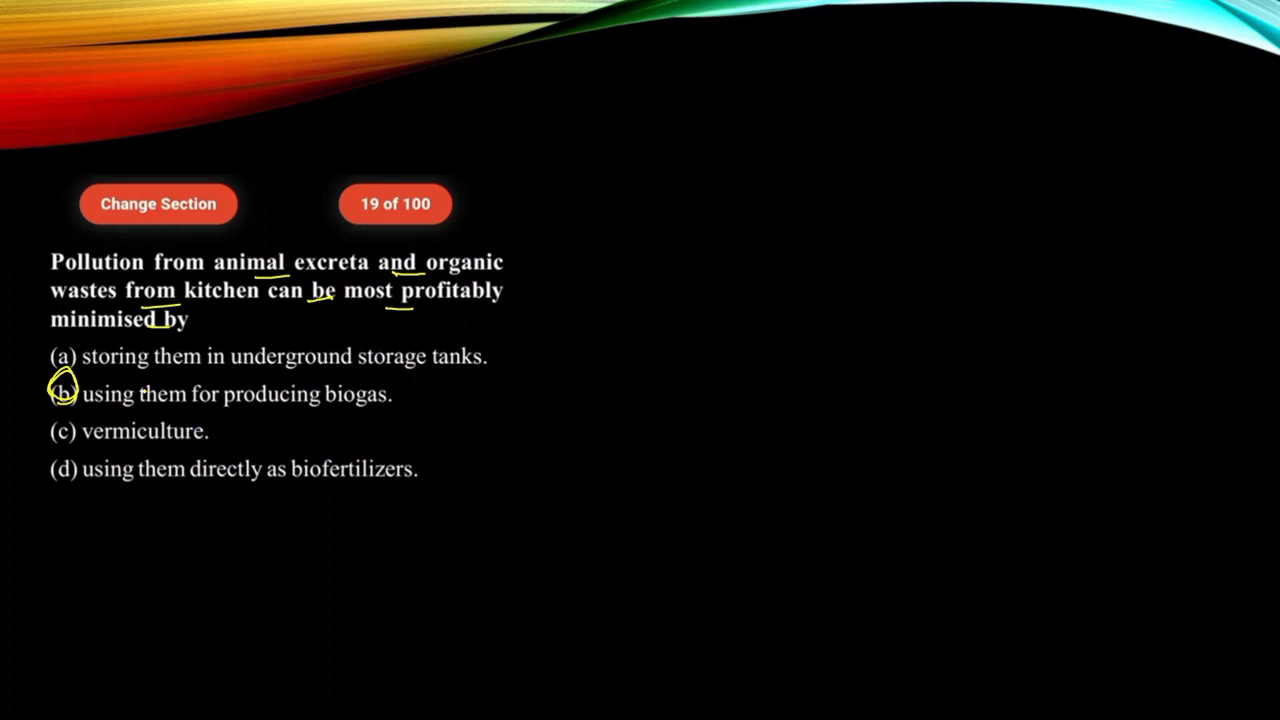 Change Section
19 of 100
Pollution from animal excreta and organic
wastes from kitchen can be most profitably
minimised by
(a) storing them in underground storage tanks.
(b) using them for producing biogas.
(c) vermiculture.
(d) using them directly as biofertilizers.